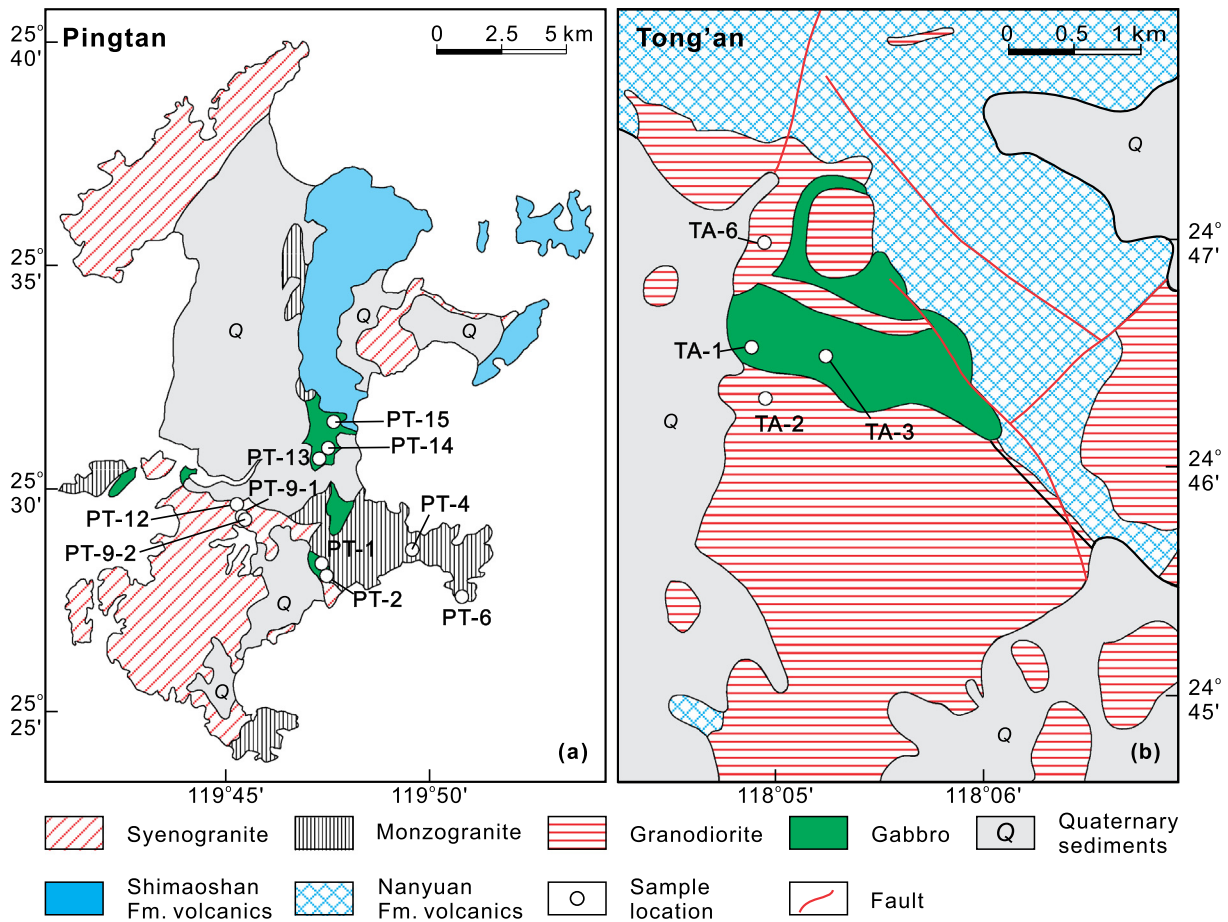 Pingtan
0 2.5 5 km
25°
40'
25°
35'
25°
30'
25°
25'
Q
Q
Q
Q
Q
PT-15
PT-14
PT-13
PT-9-1
PT-12
PT-9-2
PT-4
PT-1
PT-2
PT-6
(a)
119°45'
119°50'
Tong'an
0 0.5 1 km
Q
TA-6
TA-1
TA-2
TA-3
Q
Q
24°
47'
24°
46'
24°
45'
(b)
118°05'
118°06'
Syenogranite
Monzogranite
Granodiorite
Gabbro
Q
Quaternary
sediments
Shimaoshan
Fm. volcanics
Nanyuan
Fm. volcanics
Sample
location
Fault